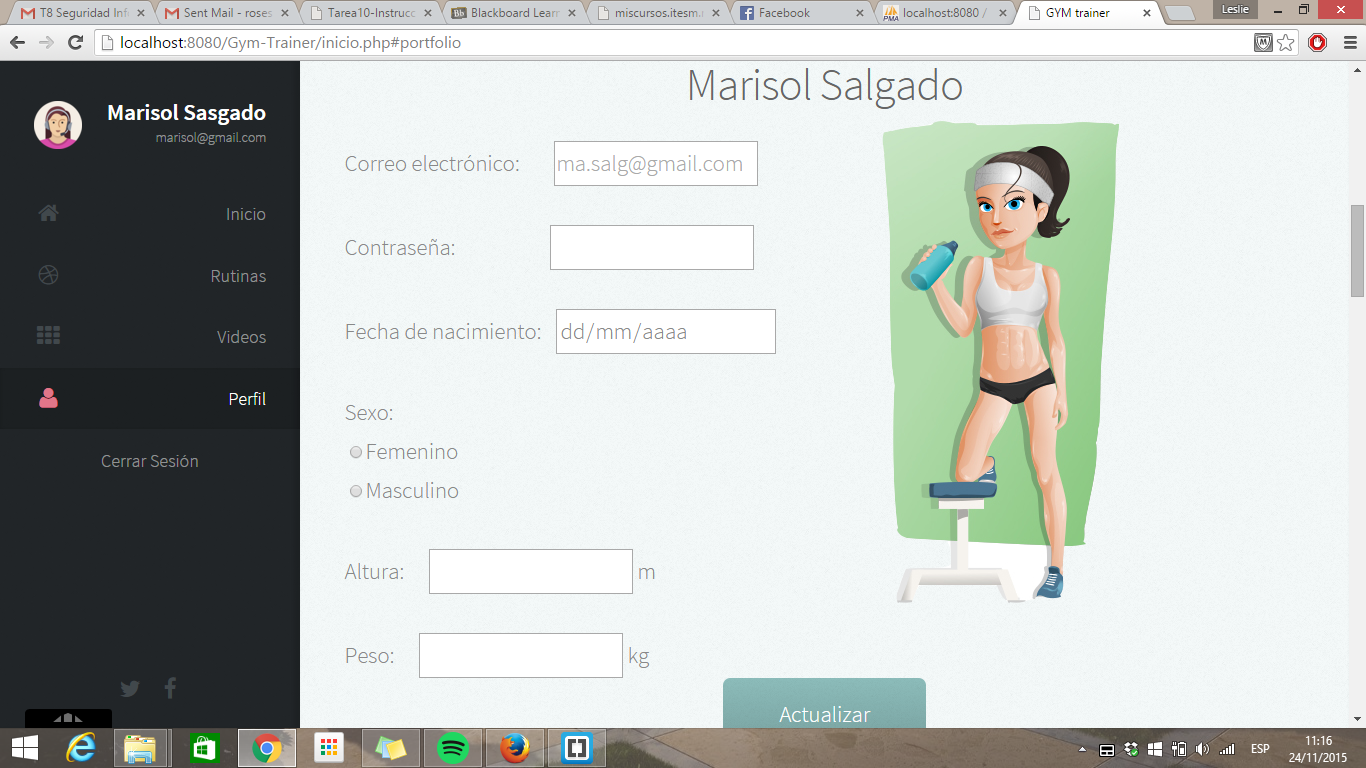 T8 Seguridad Inf
Sent Mail - roses
Tarea10-Instrucc
Blackboard Learn
miscursos.itesm.m
Facebook
localhost:8080 /
GYM trainer
Leslie
localhost:8080/Gym-Trainer/inicio.php#portfolio
Marisol Sasgado
marisol@gmail.com
Inicio
Rutinas
Videos
Perfil
Cerrar Sesión
Marisol Salgado
Correo electrónico: ma.salg@gmail.com
Contraseña:
Fecha de nacimiento: dd/mm/aaaa
Sexo:
Femenino
Masculino
Altura: m
Peso: kg
Actualizar
ESP
11:16
24/11/2015